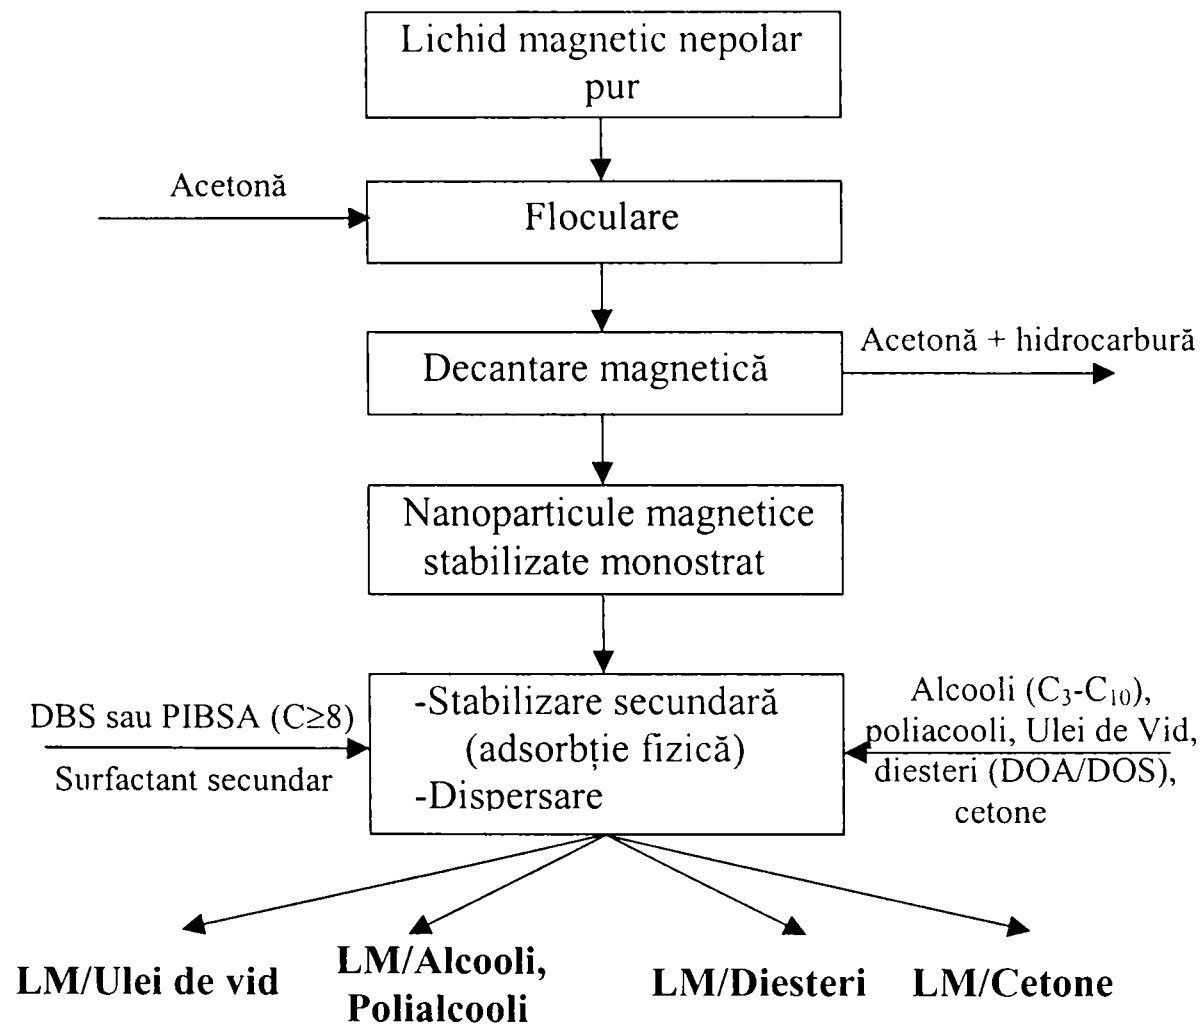 Lichid magnetic nepolar
pur
Acetonă
Floculare
Decantare magnetică
Acetonă + hidrocarbură
Nanoparticule magnetice
stabilizate monostrat
DBS sau PIBSA (C≥8)
Surfactant secundar
-Stabilizare secundară
(adsorbție fizică)
-Dispersare
Alcooli (C₃-C₁₀),
poliacooli, Ulei de Vid,
diesteri (DOA/DOS),
cetone
LM/Ulei de vid
LM/Alcooli,
Polialcooli
LM/Diesteri
LM/Cetone